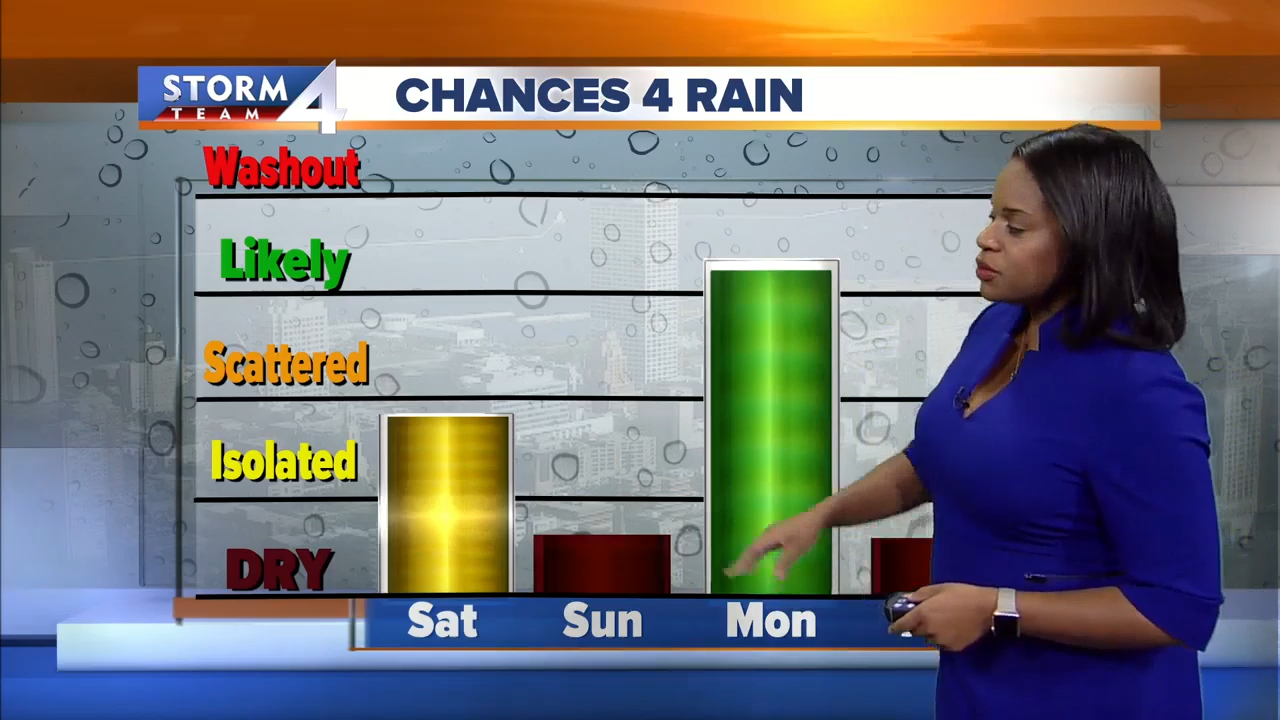 STORM
TEAM 4
CHANCES 4 RAIN
Washout
Likely
Scattered
Isolated
DRY
Sat
Sun
Mon